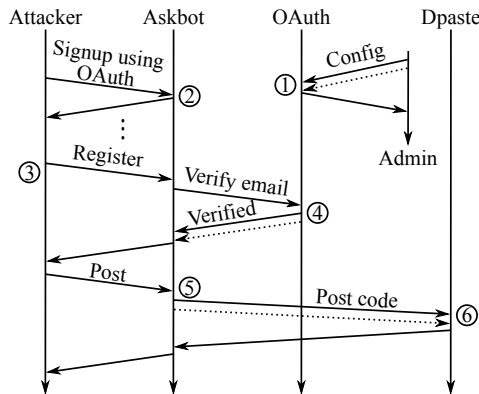 Attacker Askbot OAuth Dpaste
Signup using
OAuth
Config
①
②
⋮
Admin
③
Register
Verify email
Verified
④
Post
⑤
Post code
⑥